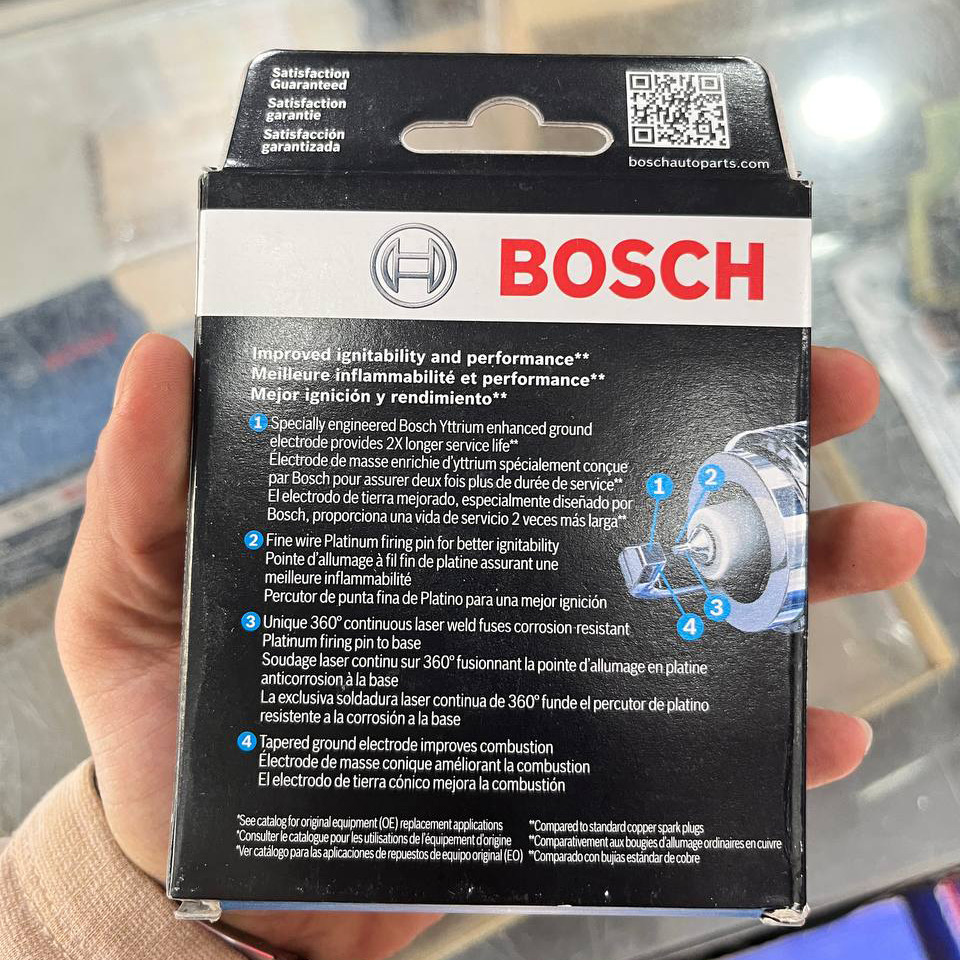 Satisfaction
Guaranteed
Satisfaction
garantie
Satisfacción
garantizada
boschautoparts.com
BOSCH
Improved ignitability and performance**
Meilleure inflammabilité et performance**
Mejor ignición y rendimiento**
1 Specially engineered Bosch Yttrium enhanced ground
electrode provides 2X longer service life**
Électrode de masse enrichie d'yttrium spécialement conçue
par Bosch pour assurer deux fois plus de durée de service**
El electrodo de tierra mejorado, especialmente diseñado por
Bosch, proporciona una vida de servicio 2 veces más larga**
2 Fine wire Platinum firing pin for better ignitability
Pointe d'allumage à fil fin de platine assurant une
meilleure inflammabilité
Percutor de punta fina de Platino para una mejor ignición
3 Unique 360° continuous laser weld fuses corrosion-resistant
Platinum firing pin to base
Soudage laser continu sur 360° fusionnant la pointe d'allumage en platine
anticorrosion à la base
La exclusiva soldadura laser continua de 360° funde el percutor de platino
resistente a la corrosión a la base
4 Tapered ground electrode improves combustion
Électrode de masse conique améliorant la combustion
El electrodo de tierra cónico mejora la combustión
1
2
3
4
*See catalog for original equipment (OE) replacement applications
*Consulter le catalogue pour les utilisations de l'équipement d'origine
*Ver catálogo para las aplicaciones de repuestos de equipo original (EO)
**Compared to standard copper spark plugs
**Comparativement aux bougies d'allumage ordinaires en cuivre
**Comparado con bujías estándar de cobre